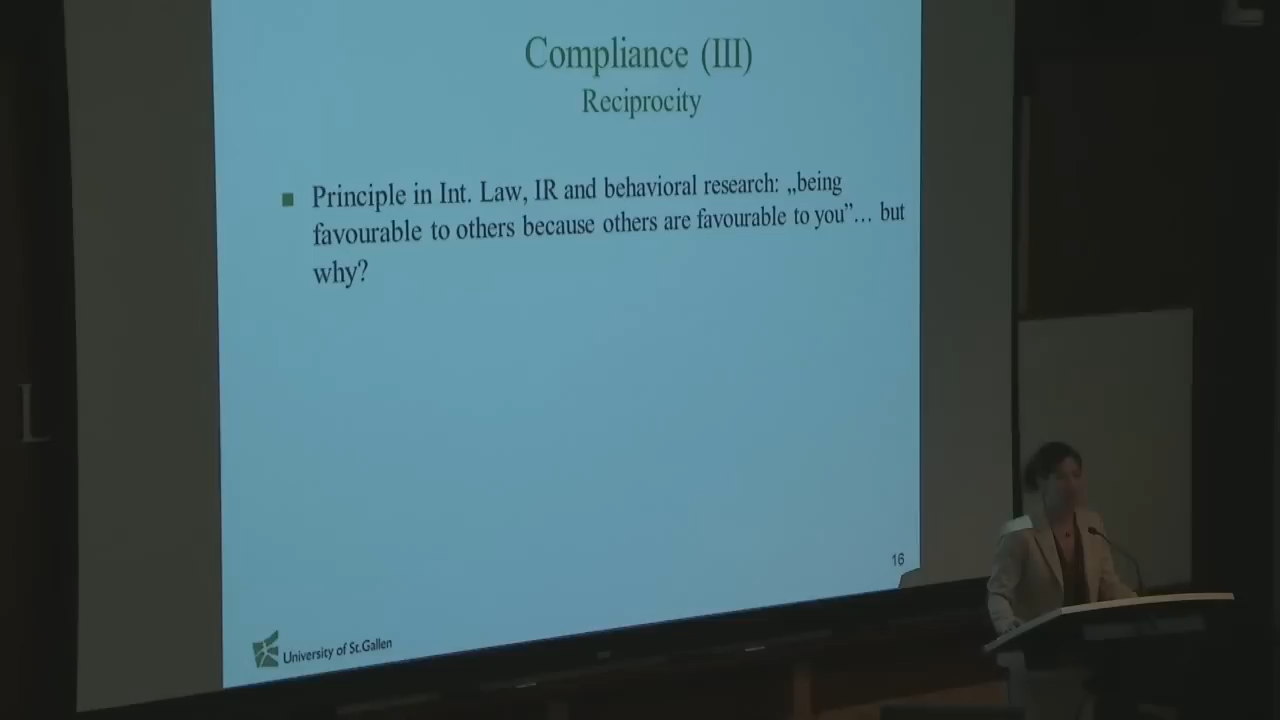 Compliance (III)
Reciprocity
■ Principle in Int. Law, IR and behavioral research: „being
favourable to others because others are favourable to you”… but
why?
16
University of St.Gallen
L